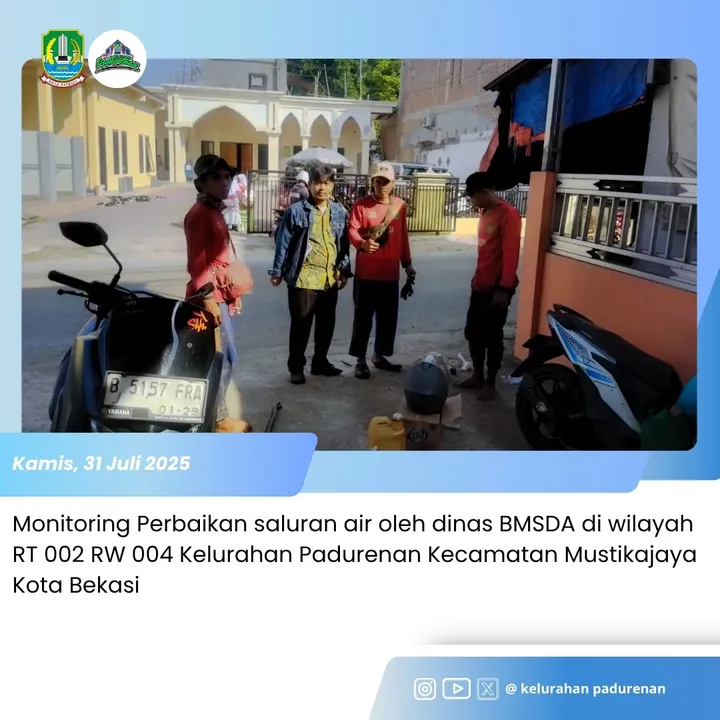 B 5157 FRA
YAMAHA 01-29
Kamis, 31 Juli 2025
Monitoring Perbaikan saluran air oleh dinas BMSDA di wilayah
RT 002 RW 004 Kelurahan Padurenan Kecamatan Mustikajaya
Kota Bekasi
@ kelurahan padurenan